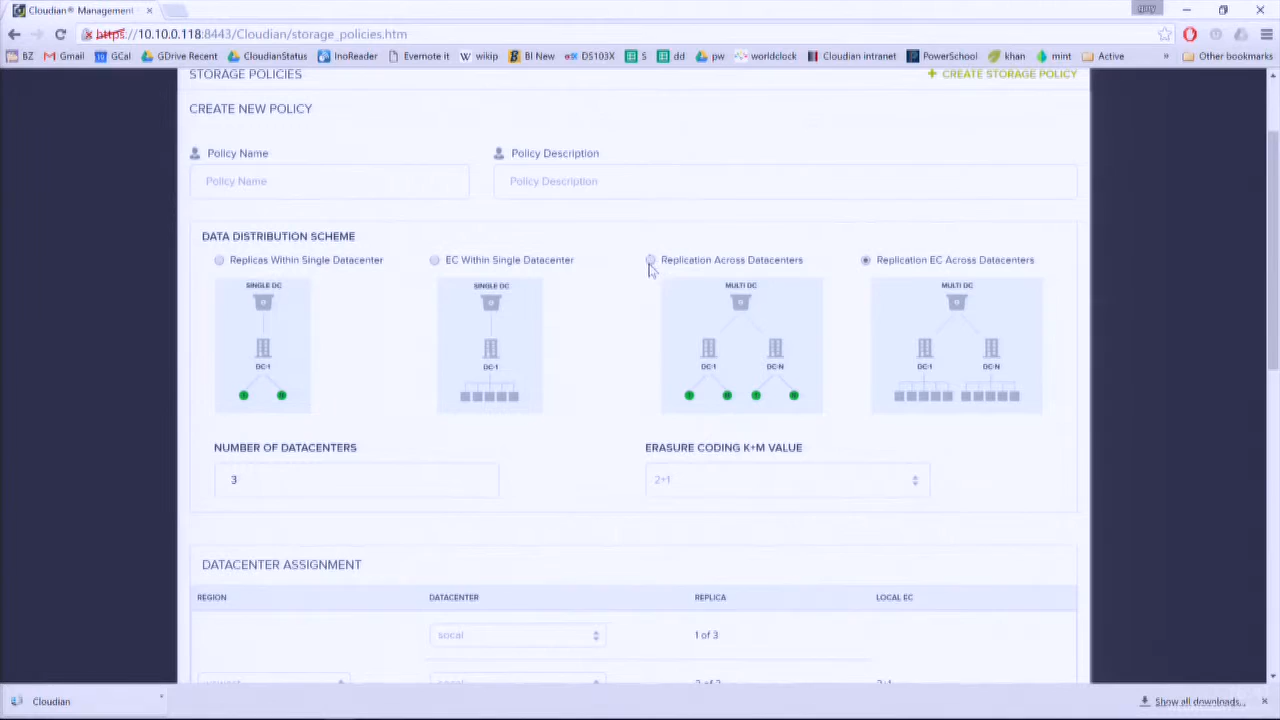 Cloudian® Management
guy
https://10.10.0.118:8443/Cloudian/storage_policies.htm
BZ Gmail GCal GDrive Recent CloudianStatus InoReader Evernote it wikip BI New DS103X S dd pw worldclock Cloudian intranet PowerSchool khan mint Active » Other bookmarks
STORAGE POLICIES
+ CREATE STORAGE POLICY
CREATE NEW POLICY
Policy Name Policy Description
Policy Name Policy Description
DATA DISTRIBUTION SCHEME
Replicas Within Single Datacenter EC Within Single Datacenter Replication Across Datacenters Replication EC Across Datacenters
SINGLE DC SINGLE DC MULTI DC MULTI DC
DC-1 DC-1 DC-1 DC-N DC-1 DC-N
NUMBER OF DATACENTERS ERASURE CODING K+M VALUE
3 2+1
DATACENTER ASSIGNMENT
REGION DATACENTER REPLICA LOCAL EC
socal 1 of 3
Cloudian
Show all downloads...